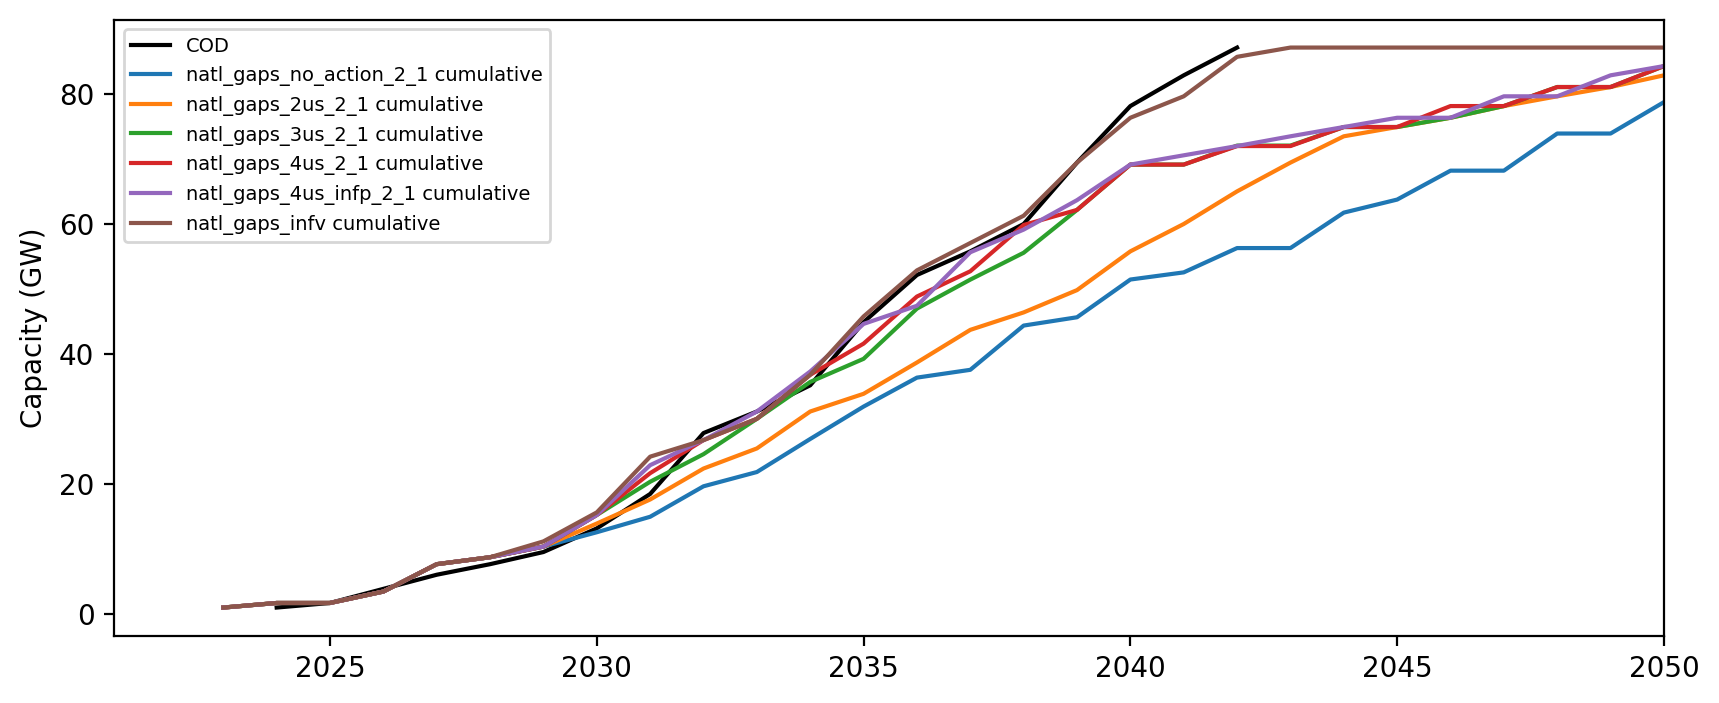 COD
natl_gaps_no_action_2_1 cumulative
natl_gaps_2us_2_1 cumulative
natl_gaps_3us_2_1 cumulative
natl_gaps_4us_2_1 cumulative
natl_gaps_4us_infp_2_1 cumulative
natl_gaps_infv cumulative
Capacity (GW)
80
60
40
20
0
2025 2030 2035 2040 2045 2050